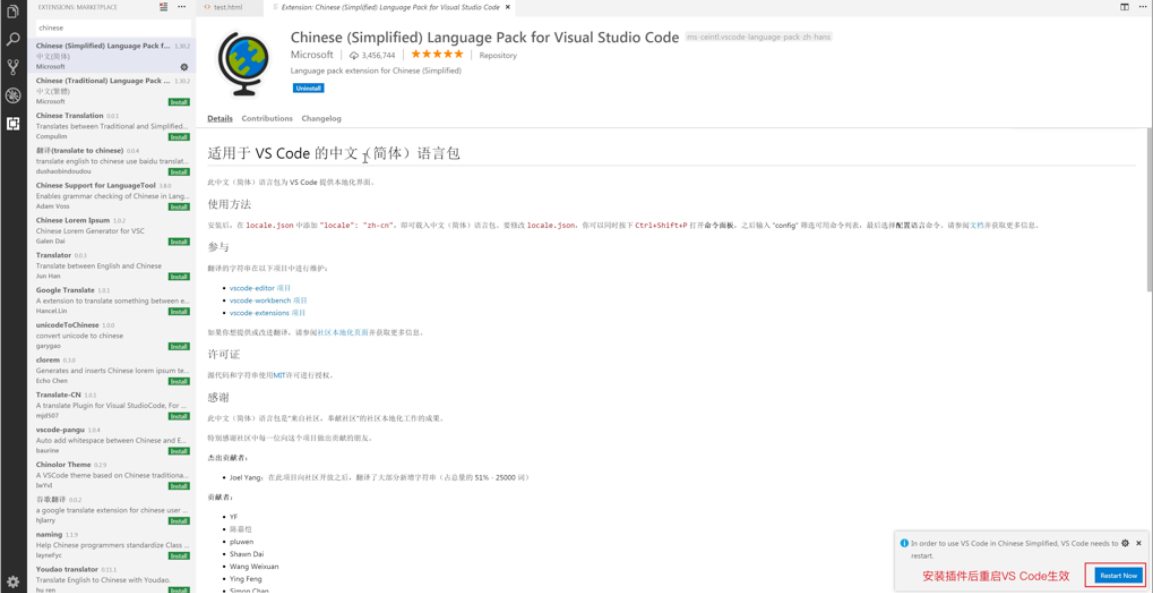 EXTENSIONS: MARKETPLACE
test.html
Extension: Chinese (Simplified) Language Pack for Visual Studio Code
chinese
Chinese (Simplified) Language Pack f... 1.30.2
中文(简体)
Microsoft
Chinese (Traditional) Language Pack ... 1.30.2
中文(繁體)
Microsoft
Install
Chinese Translation 0.0.1
Translates between Traditional and Simplified...
Compulim
Install
翻译(translate to chinese) 0.0.4
translate english to chinese use baidu translat...
dushaobindoudou
Install
Chinese Support for LanguageTool 3.8.0
Enables grammar checking of Chinese in Lang...
Adam Voss
Install
Chinese Lorem Ipsum 1.0.2
Chinese Lorem Generator for VSC
Galen Dai
Install
Translator 0.0.3
Translate between English and Chinese
Jun Han
Install
Google Translate 1.0.1
A extension to translate something between e...
Hancel.Lin
Install
unicodeToChinese 1.0.0
convert unicode to chinese
garygao
Install
clorem 0.3.0
Generates and inserts Chinese lorem ipsum te...
Echo Chen
Install
Translate-CN 1.0.1
A translate Plugin for Visual StudioCode, For ...
mjd507
Install
vscode-pangu 1.0.4
Auto add whitespace between Chinese and E...
baurine
Install
Chinolor Theme 0.2.9
A VSCode theme based on Chinese traditiona...
lwYvl
Install
谷歌翻译 0.0.2
a google translate extension for chinese user ...
hjlarry
Install
naming 1.1.9
Help Chinese programmers standardize Class ...
layneFyc
Install
Youdao translator 0.11.1
Translate English to Chinese with Youdao.
hu ren
Install
Chinese (Simplified) Language Pack for Visual Studio Code ms-ceintl.vscode-language-pack-zh-hans
Microsoft 3,456,744 Repository
Language pack extension for Chinese (Simplified)
Uninstall
Details Contributions Changelog
适用于 VS Code 的中文（简体）语言包
此中文（简体）语言包为 VS Code 提供本地化界面。
使用方法
安装后，在 locale.json 中添加 "locale": "zh-cn"，即可载入中文（简体）语言包。要修改 locale.json，你可以同时按下 Ctrl+Shift+P 打开命令面板，之后输入 "config" 筛选可用命令列表，最后选择配置语言命令。请参阅文档并获取更多信息。
参与
翻译的字符串在以下项目中进行维护：
• vscode-editor 项目
• vscode-workbench 项目
• vscode-extensions 项目
如果你想提供或改进翻译，请参阅社区本地化页面并获取更多信息。
许可证
源代码和字符串使用MIT许可进行授权。
感谢
此中文（简体）语言包是"来自社区，奉献社区"的社区本地化工作的成果。
特别感谢社区中每一位向这个项目做出贡献的朋友。
杰出贡献者：
• Joel Yang：在此项目向社区开放之后，翻译了大部分新增字符串（占总量的 51% - 25000 词）
贡献者：
• YF
• 陈嘉恺
• pluwen
• Shawn Dai
• Wang Weixuan
• Ying Feng
• Simon Chan
In order to use VS Code in Chinese Simplified, VS Code needs to
restart.
安装插件后重启VS Code生效
Restart Now